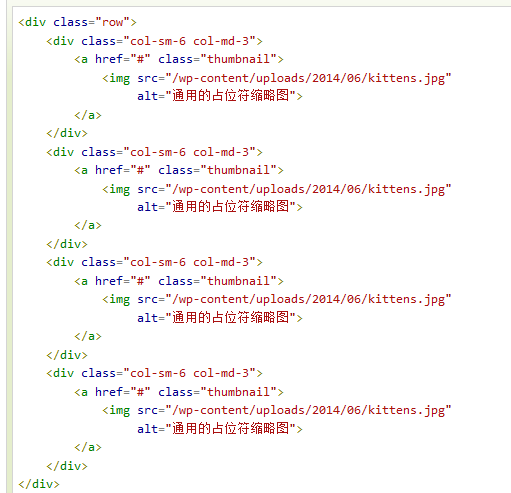 <div class="row">
    <div class="col-sm-6 col-md-3">
        <a href="#" class="thumbnail">
            <img src="/wp-content/uploads/2014/06/kittens.jpg"
                 alt="通用的占位符缩略图">
        </a>
    </div>
    <div class="col-sm-6 col-md-3">
        <a href="#" class="thumbnail">
            <img src="/wp-content/uploads/2014/06/kittens.jpg"
                 alt="通用的占位符缩略图">
        </a>
    </div>
    <div class="col-sm-6 col-md-3">
        <a href="#" class="thumbnail">
            <img src="/wp-content/uploads/2014/06/kittens.jpg"
                 alt="通用的占位符缩略图">
        </a>
    </div>
    <div class="col-sm-6 col-md-3">
        <a href="#" class="thumbnail">
            <img src="/wp-content/uploads/2014/06/kittens.jpg"
                 alt="通用的占位符缩略图">
        </a>
    </div>
</div>